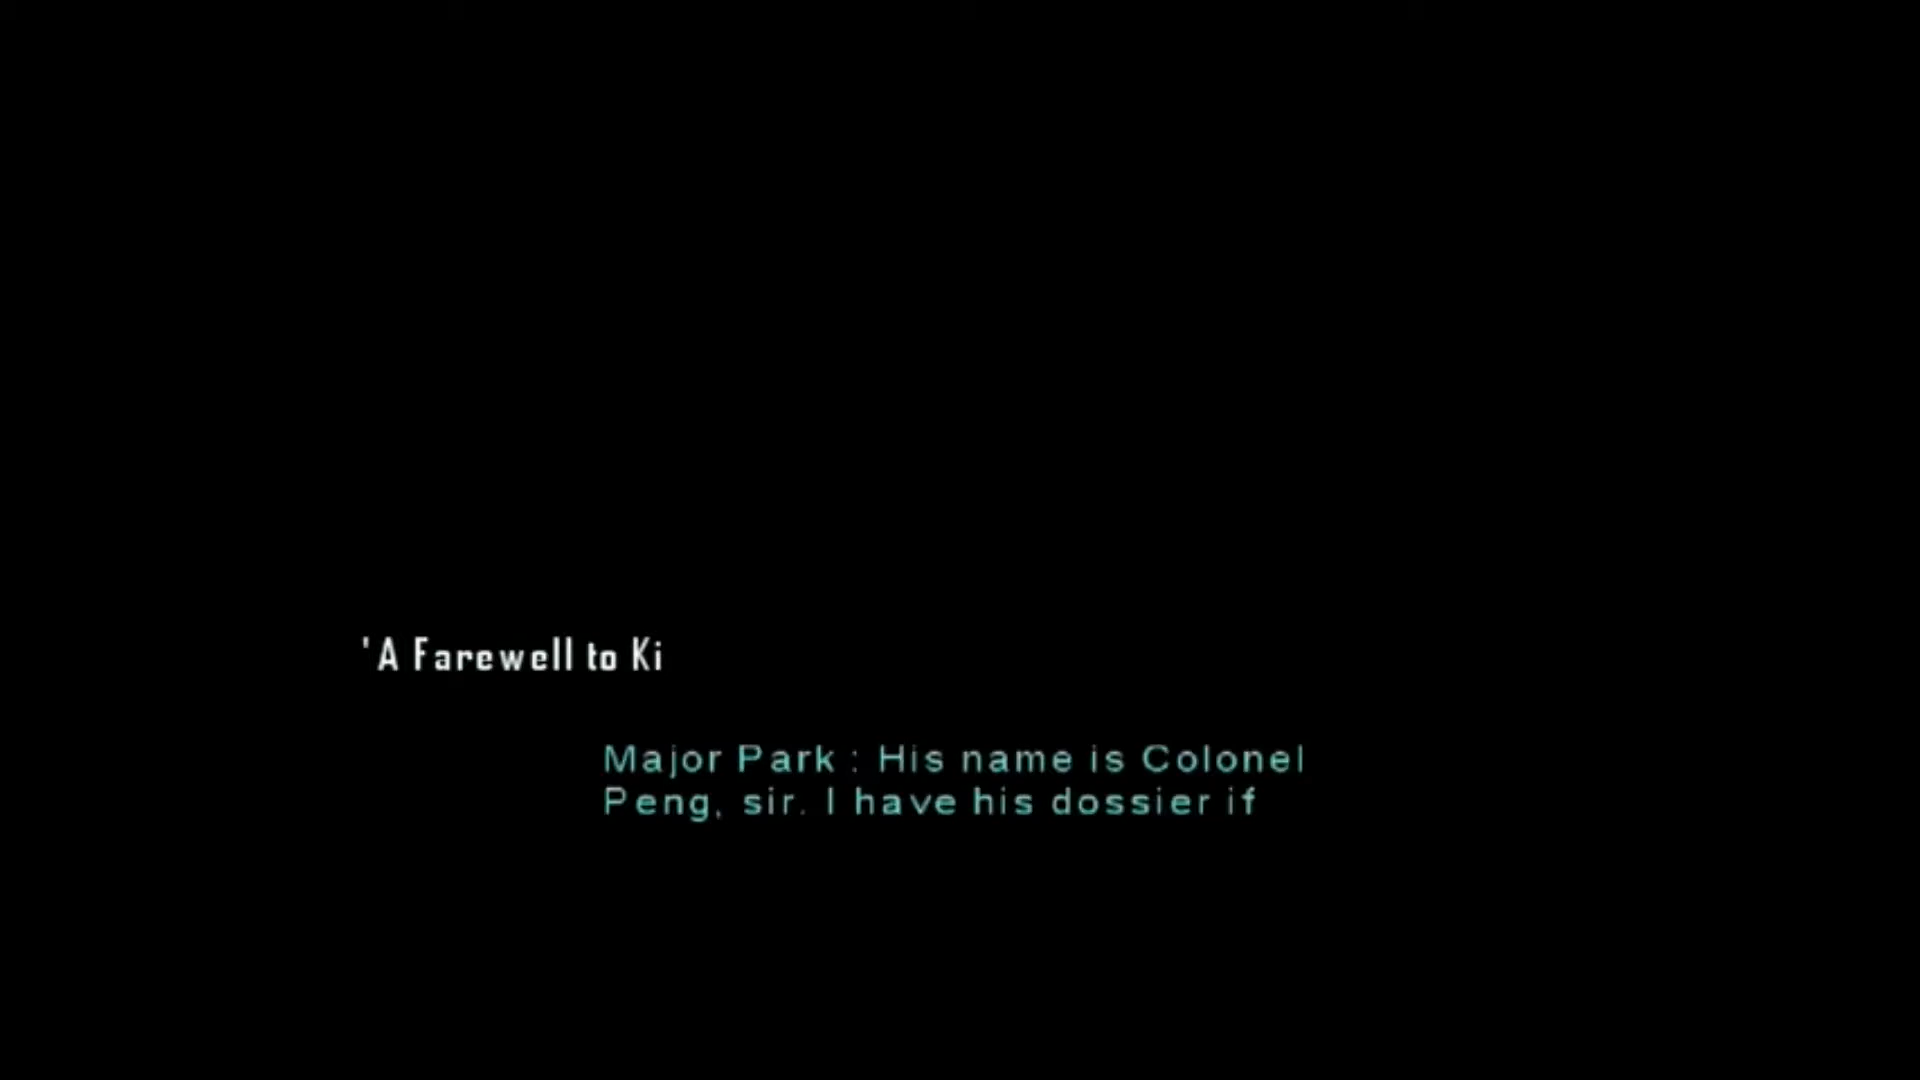 'A Farewell to Ki
Major Park : His name is Colonel
Peng, sir. I have his dossier if